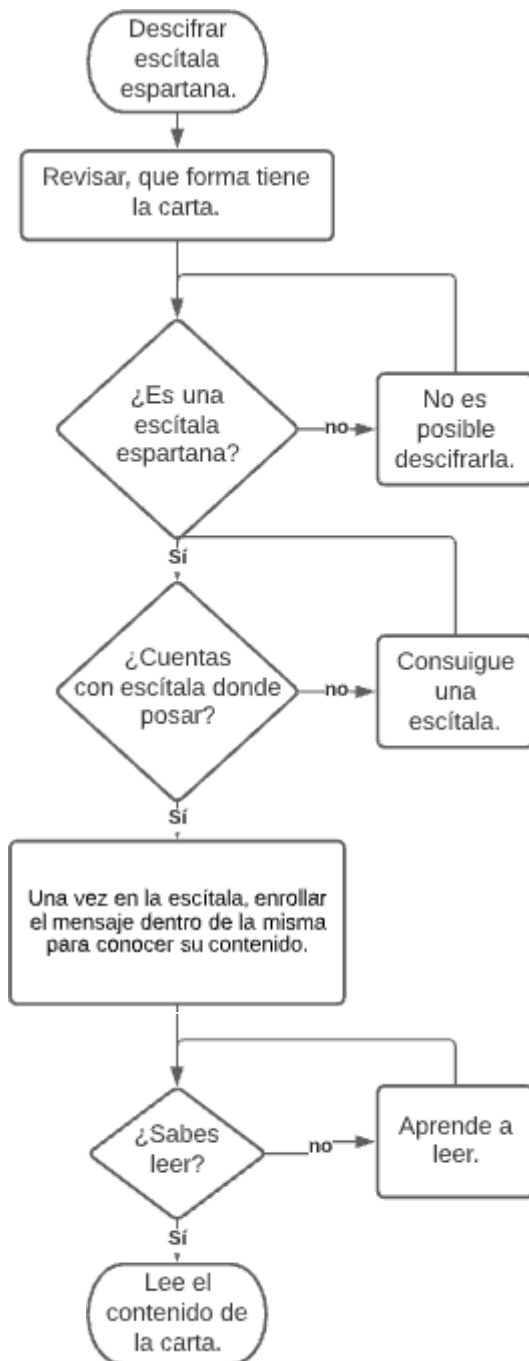 Descifrar
escítala
espartana.
Revisar, que forma tiene
la carta.
¿Es una
escítala
espartana?
no
No es
posible
descifrarla.
Sí
¿Cuentas
con escítala donde
posar?
no
Consuigue
una
escítala.
Sí
Una vez en la escítala, enrollar
el mensaje dentro de la misma
para conocer su contenido.
¿Sabes
leer?
no
Aprende a
leer.
Sí
Lee el
contenido de
la carta.